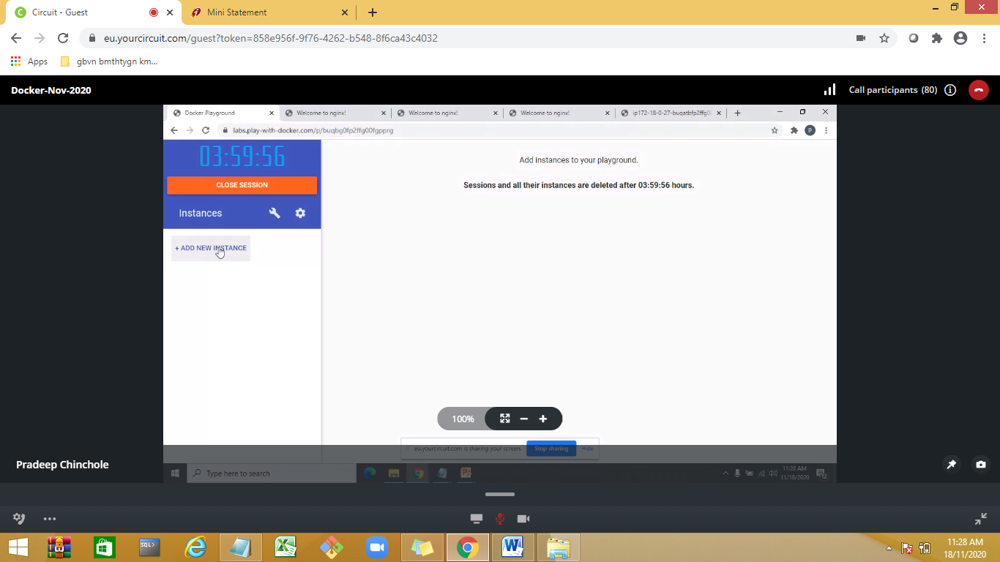 Circuit - Guest
Mini Statement
eu.yourcircuit.com/guest?token=858e956f-9f76-4262-b548-8f6ca43c4032
Apps
gbvn bmthtygn km...
Docker-Nov-2020
Call participants (80)
Docker Playground
Welcome to nginx!
Welcome to nginx!
Welcome to nginx!
ip172-18-0-27-buqatbfp2ffg0
labs.play-with-docker.com/p/buqbg0fp2ffg00fgpprg
P
03:59:56
CLOSE SESSION
Instances
+ ADD NEW INSTANCE
Add instances to your playground.
Sessions and all their instances are deleted after 03:59:56 hours.
100%
eu.yourcircuit.com is sharing your screen.
Stop sharing
Hide
Pradeep Chinchole
Type here to search
11:28 AM
11/18/2020
12
SQL>
11:28 AM
18/11/2020